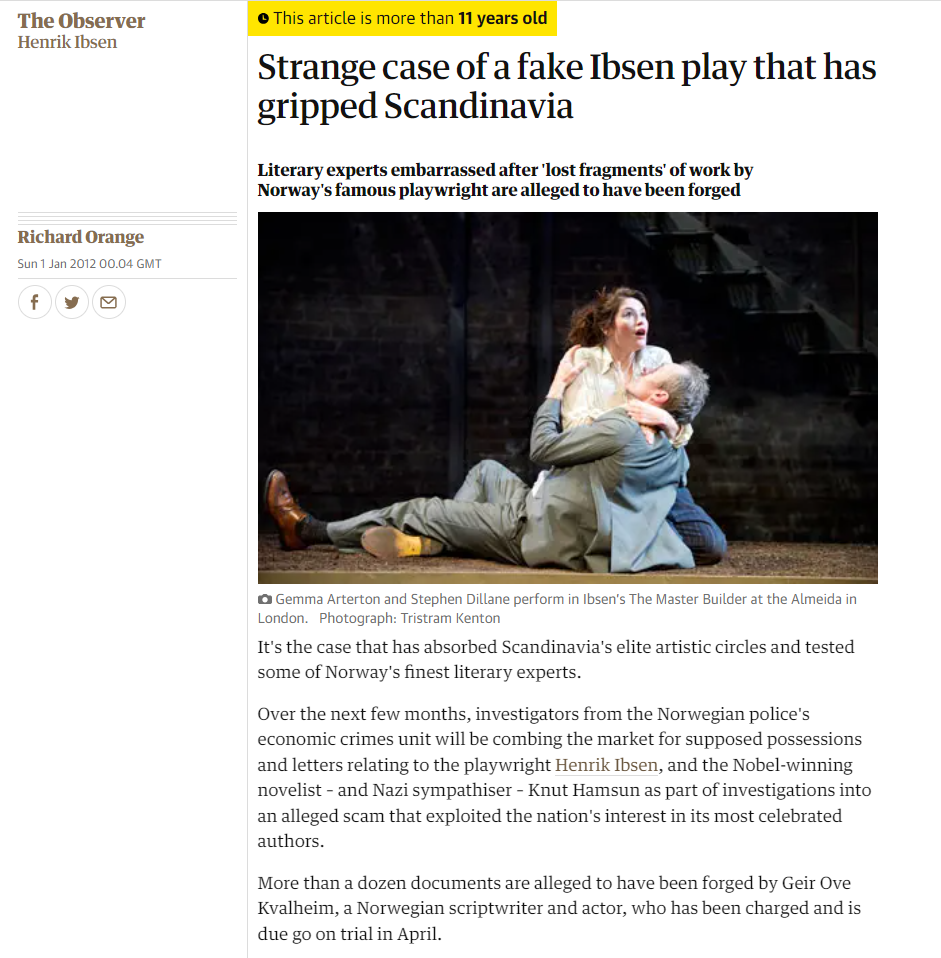 The Observer
Henrik Ibsen
This article is more than 11 years old
Strange case of a fake Ibsen play that has
gripped Scandinavia
Literary experts embarrassed after 'lost fragments' of work by
Norway's famous playwright are alleged to have been forged
Richard Orange
Sun 1 Jan 2012 00.04 GMT
Gemma Arterton and Stephen Dillane perform in Ibsen's The Master Builder at the Almeida in
London. Photograph: Tristram Kenton
It's the case that has absorbed Scandinavia's elite artistic circles and tested
some of Norway's finest literary experts.
Over the next few months, investigators from the Norwegian police's
economic crimes unit will be combing the market for supposed possessions
and letters relating to the playwright Henrik Ibsen, and the Nobel-winning
novelist – and Nazi sympathiser – Knut Hamsun as part of investigations into
an alleged scam that exploited the nation's interest in its most celebrated
authors.
More than a dozen documents are alleged to have been forged by Geir Ove
Kvalheim, a Norwegian scriptwriter and actor, who has been charged and is
due go on trial in April.